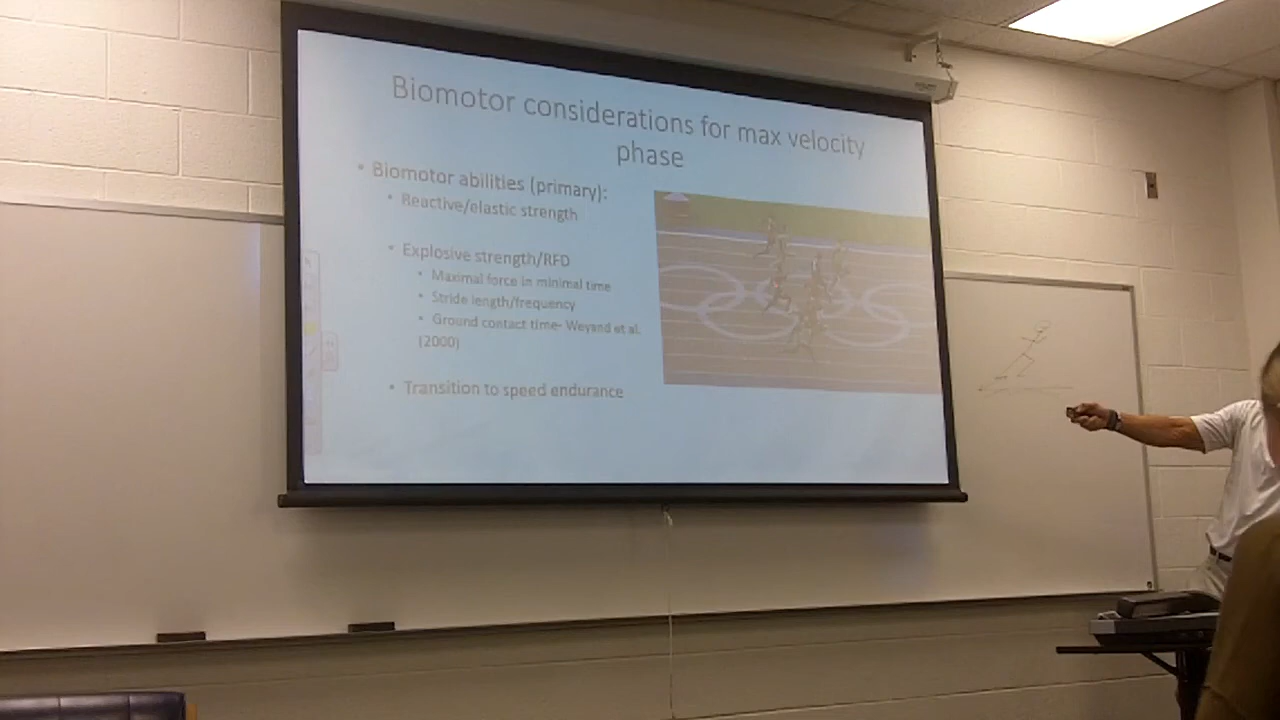 Biomotor considerations for max velocity
phase
• Biomotor abilities (primary):
• Reactive/elastic strength
• Explosive strength/RFD
• Maximal force in minimal time
• Stride length/frequency
• Ground contact time- Weyand et al.
(2000)
• Transition to speed endurance